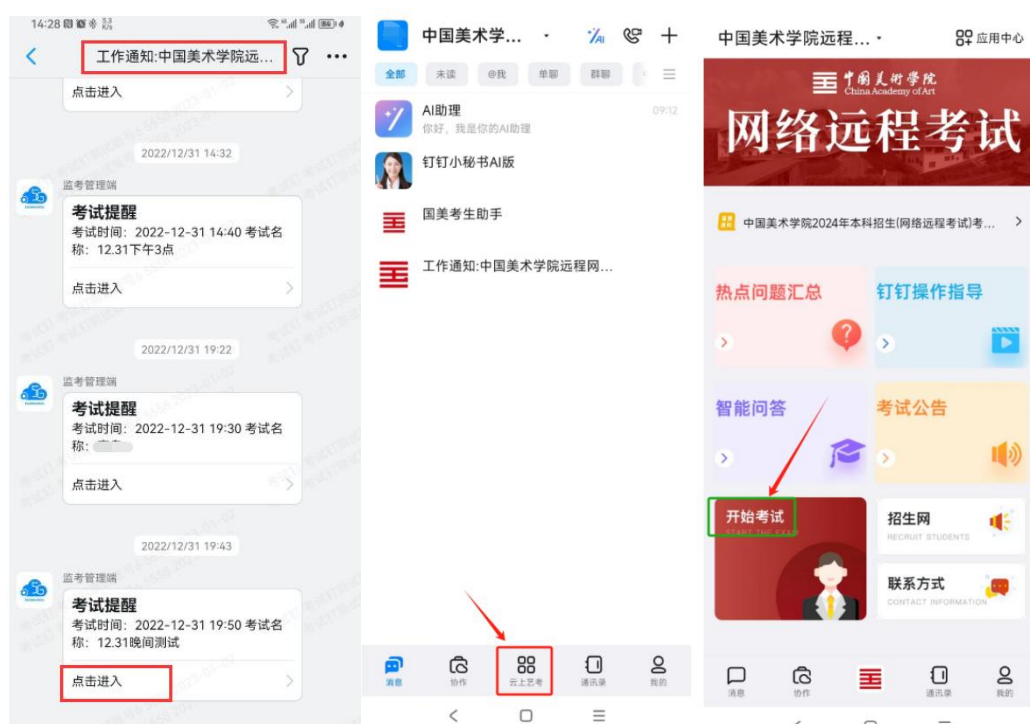 14:28
5.3
K/s
工作通知:中国美术学院远...
点击进入
2022/12/31 14:32
监考管理端
考试提醒
考试时间：2022-12-31 14:40 考试名
称：12.31下午3点
点击进入
2022/12/31 19:22
监考管理端
考试提醒
考试时间：2022-12-31 19:30 考试名
称：
点击进入
2022/12/31 19:43
监考管理端
考试提醒
考试时间：2022-12-31 19:50 考试名
称：12.31晚间测试
点击进入
中国美术学...
AI
全部
未读
@我
单聊
群聊
AI助理
09:12
你好，我是你的AI助理
钉钉小秘书AI版
国美考生助手
工作通知:中国美术学院远程网...
消息
协作
云上艺考
通讯录
我的
中国美术学院远程...
应用中心
中国美术学院
China Academy of Art
网络远程考试
中国美术学院2024年本科招生(网络远程考试)考...
热点问题汇总
钉钉操作指导
智能问答
考试公告
开始考试
START THE EXAM
招生网
RECRUIT STUDENTS
联系方式
CONTACT INFORMATION
消息
协作
通讯录
我的